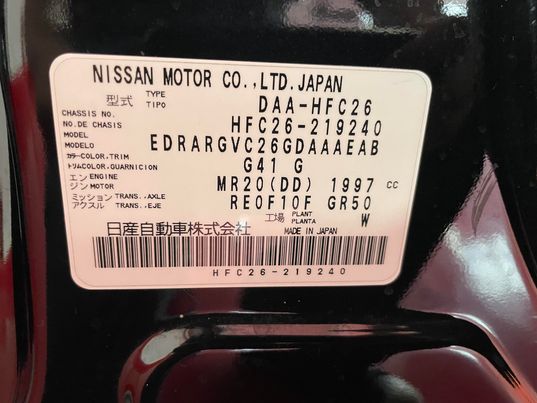 NISSAN MOTOR CO.,LTD.JAPAN
型式 TYPE TIPO DAA-HFC26
CHASSIS NO. NO.DE CHASIS HFC26-219240
MODEL MODELO EDRARGVC26GDAAAEAB
カラー COLOR,TRIM トリム COLOR,GUARNICION G41 G
エンジン ENGINE MOTOR MR20(DD) 1997 CC
ミッション TRANS.,AXLE アクスル TRANS.,EJE RE0F10F GR50
工場 PLANT PLANTA W
日産自動車株式会社 MADE IN JAPAN
HFC26-219240